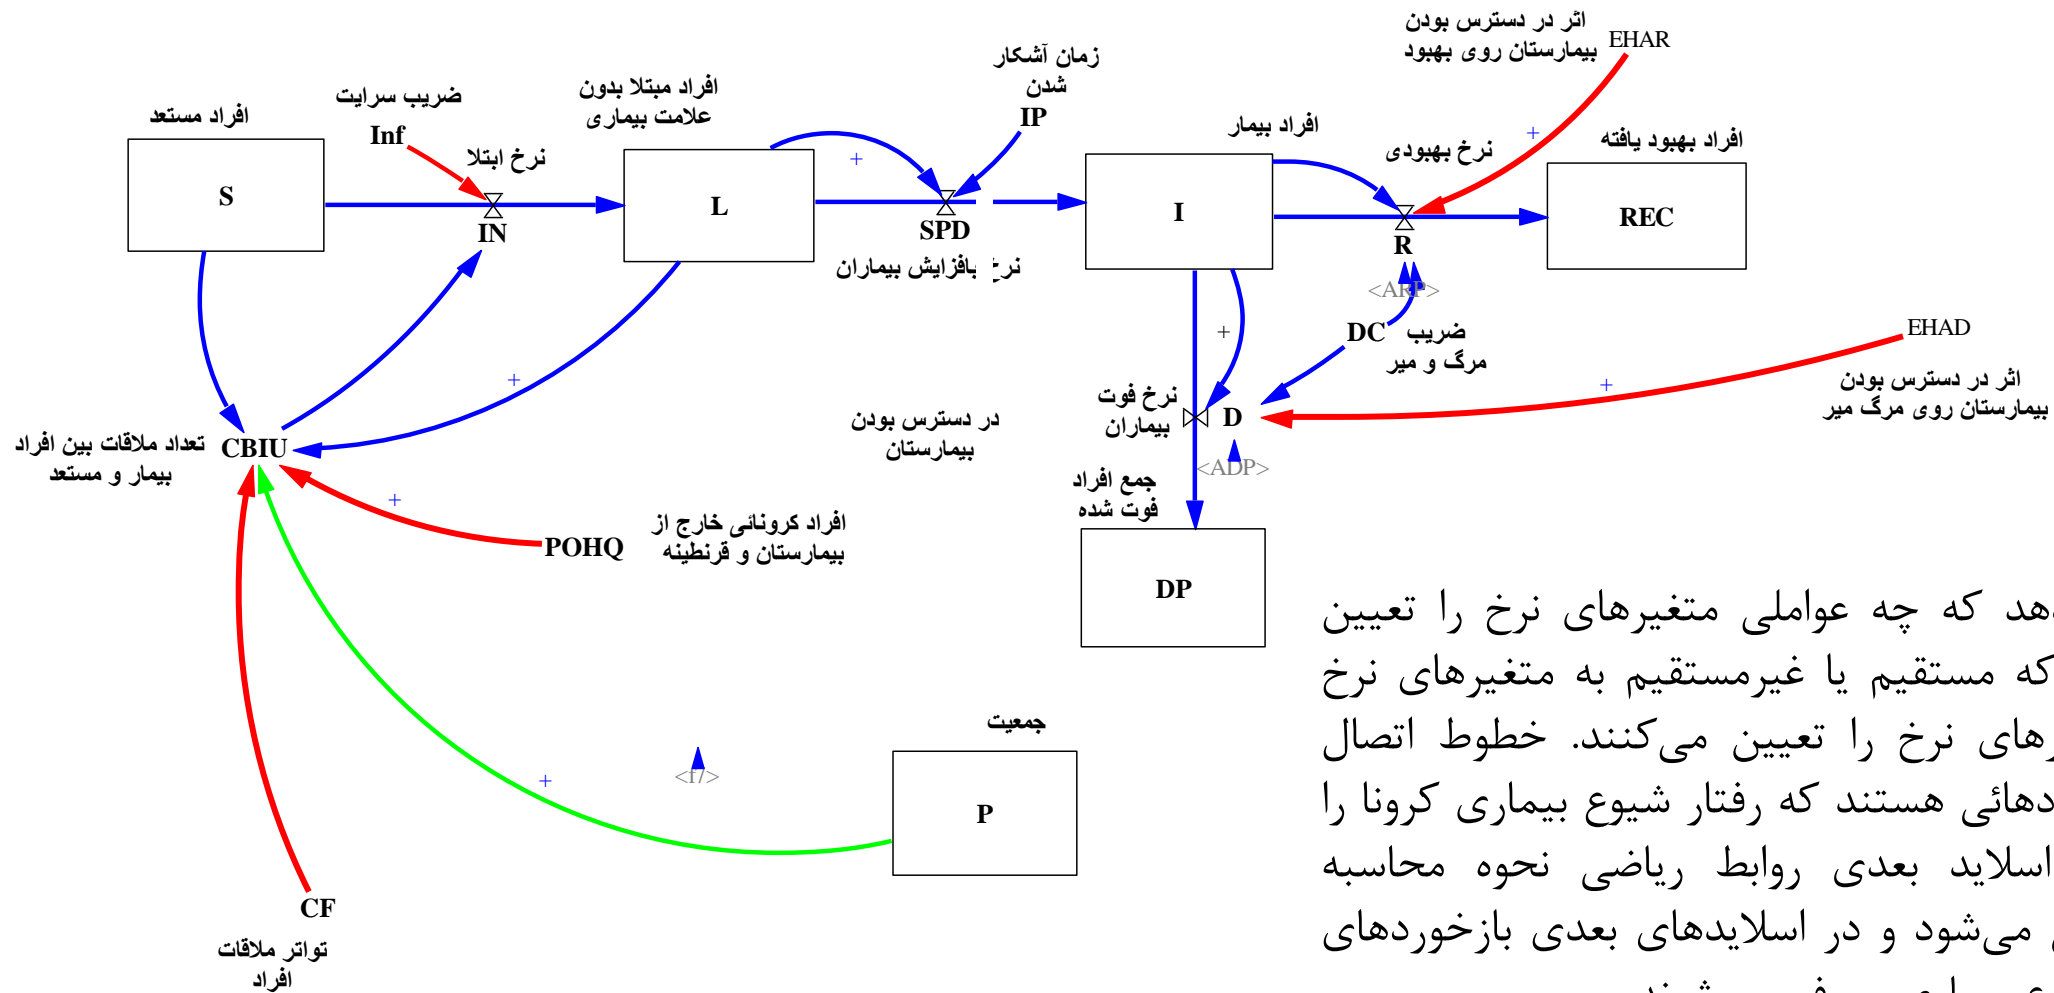 اثر در دسترس بودن
بیمارستان روی بهبود
EHAR
زمان آشکار
شدن
IP
افراد مبتلا بدون
علامت بیماری
ضریب سرایت
Inf
افراد مستعد
افراد بیمار
نرخ بهبودی
افراد بهبود یافته
نرخ ابتلا
S
IN
L
+
SPD
I
+
R
REC
نرخ
بافزایش بیماران
<ARP>
DC
ضریب
مرگ و میر
+
EHAD
اثر در دسترس بودن
بیمارستان روی مرگ میر
+
+
نرخ فوت
بیماران
D
<ADP>
در دسترس بودن
بیمارستان
تعداد ملاقات بین افراد
بیمار و مستعد
CBIU
+
POHQ
افراد کرونائی خارج از
بیمارستان و قرنطینه
جمع افراد
فوت شده
DP
که چه عواملی متغیرهای نرخ را تعیین
که مستقیم یا غیرمستقیم به متغیرهای نرخ
نرخ را تعیین می‌کنند. خطوط اتصال
هستند که رفتار شیوع بیماری کرونا را
اسلاید بعدی روابط ریاضی نحوه محاسبه
می‌شود و در اسلایدهای بعدی بازخوردهای
جمعیت
P
<f7>
+
CF
تواتر ملاقات
افراد